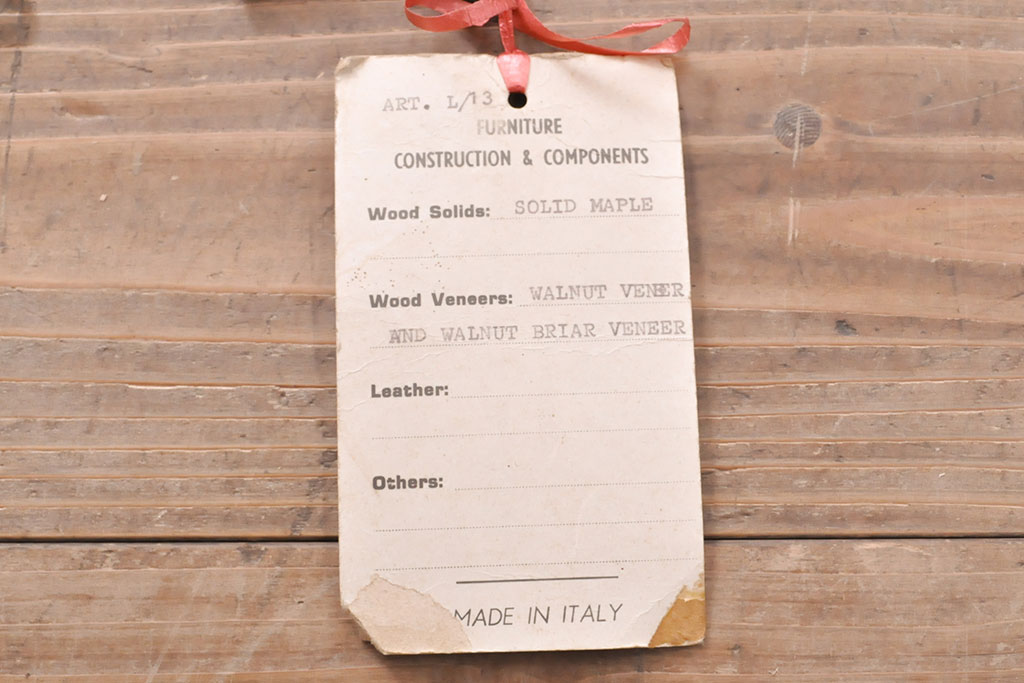 ART. L/13
FURNITURE
CONSTRUCTION & COMPONENTS
Wood Solids: SOLID MAPLE
Wood Veneers: WALNUT VENEER
AND WALNUT BRIAR VENEER
Leather:
Others:
MADE IN ITALY